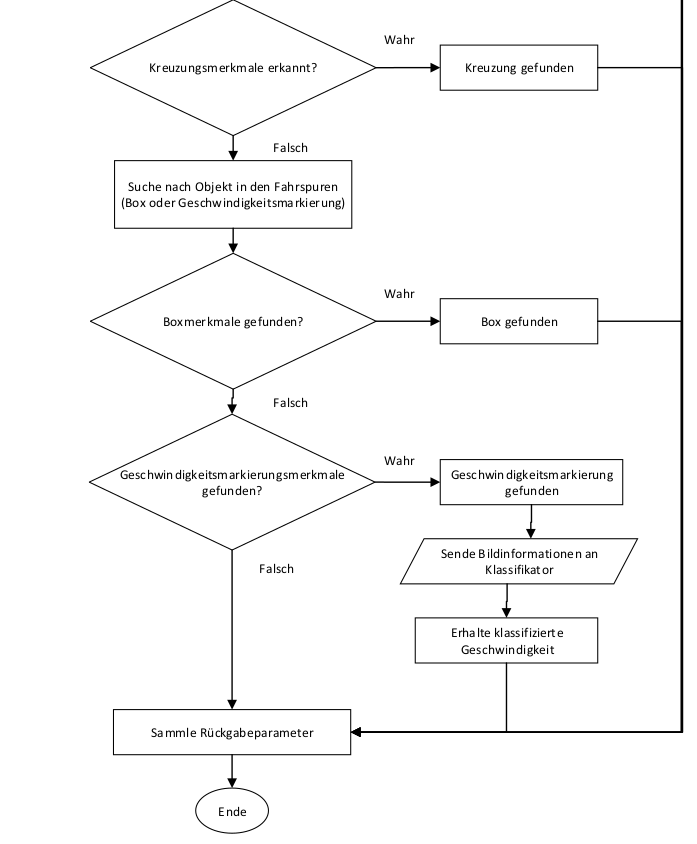 Wahr
Kreuzungsmerkmale erkannt?
Kreuzung gefunden
Falsch
Suche nach Objekt in den Fahrspuren
(Box oder Geschwindigkeitsmarkierung)
Wahr
Boxmerkmale gefunden?
Box gefunden
Falsch
Wahr
Geschwindigkeitsmarkierungsmerkmale
gefunden?
Geschwindigkeitsmarkierung
gefunden
Sende Bildinformationen an
Klassifikator
Falsch
Erhalte klassifizierte
Geschwindigkeit
Sammle Rückgabeparameter
Ende